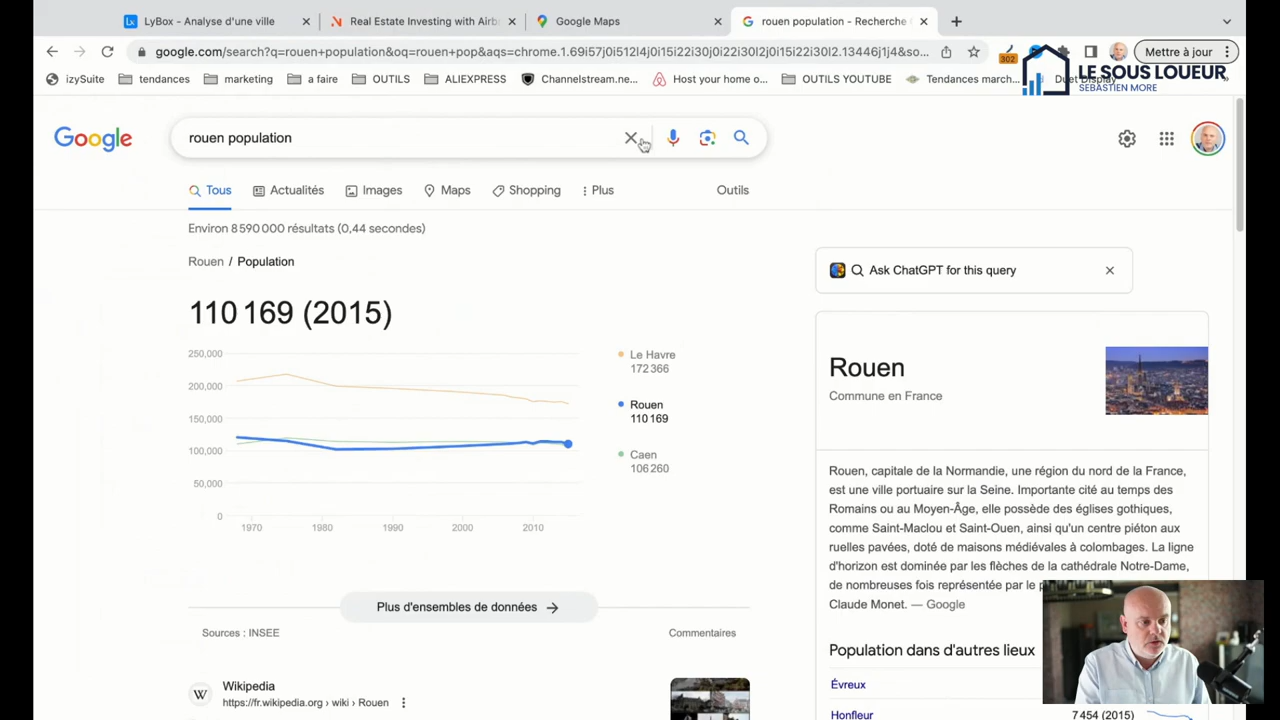 LyBox - Analyse d'une ville
Real Estate Investing with Airb
Google Maps
rouen population - Recherche
google.com/search?q=rouen+population&oq=rouen+pop&aqs=chrome.1.69i57j0i512l4j0i15i22i30j0i22i30l2j0i15i22i30l2.13446j1j4&so...
302
Mettre à jour
izySuite
tendances
marketing
a faire
OUTILS
ALIEXPRESS
Channelstream.ne...
Host your home o...
OUTILS YOUTUBE
Tendances march...
Duet Display
LE SOUS LOUEUR
SEBASTIEN MORE
Google
rouen population
Tous
Actualités
Images
Maps
Shopping
Plus
Outils
Environ 8 590 000 résultats (0,44 secondes)
Rouen / Population
110 169 (2015)
250,000
200,000
150,000
100,000
50,000
0
1970
1980
1990
2000
2010
Le Havre
172 366
Rouen
110 169
Caen
106 260
Plus d'ensembles de données
Sources : INSEE
Commentaires
W
Wikipedia
https://fr.wikipedia.org › wiki › Rouen
Ask ChatGPT for this query
Rouen
Commune en France
Rouen, capitale de la Normandie, une région du nord de la France,
est une ville portuaire sur la Seine. Importante cité au temps des
Romains ou au Moyen-Âge, elle possède des églises gothiques,
comme Saint-Maclou et Saint-Ouen, ainsi qu'un centre piéton aux
ruelles pavées, doté de maisons médiévales à colombages. La ligne
d'horizon est dominée par les flèches de la cathédrale Notre-Dame,
de nombreuses fois représentée par le
Claude Monet. — Google
Population dans d'autres lieux
Évreux
Honfleur
7 454 (2015)